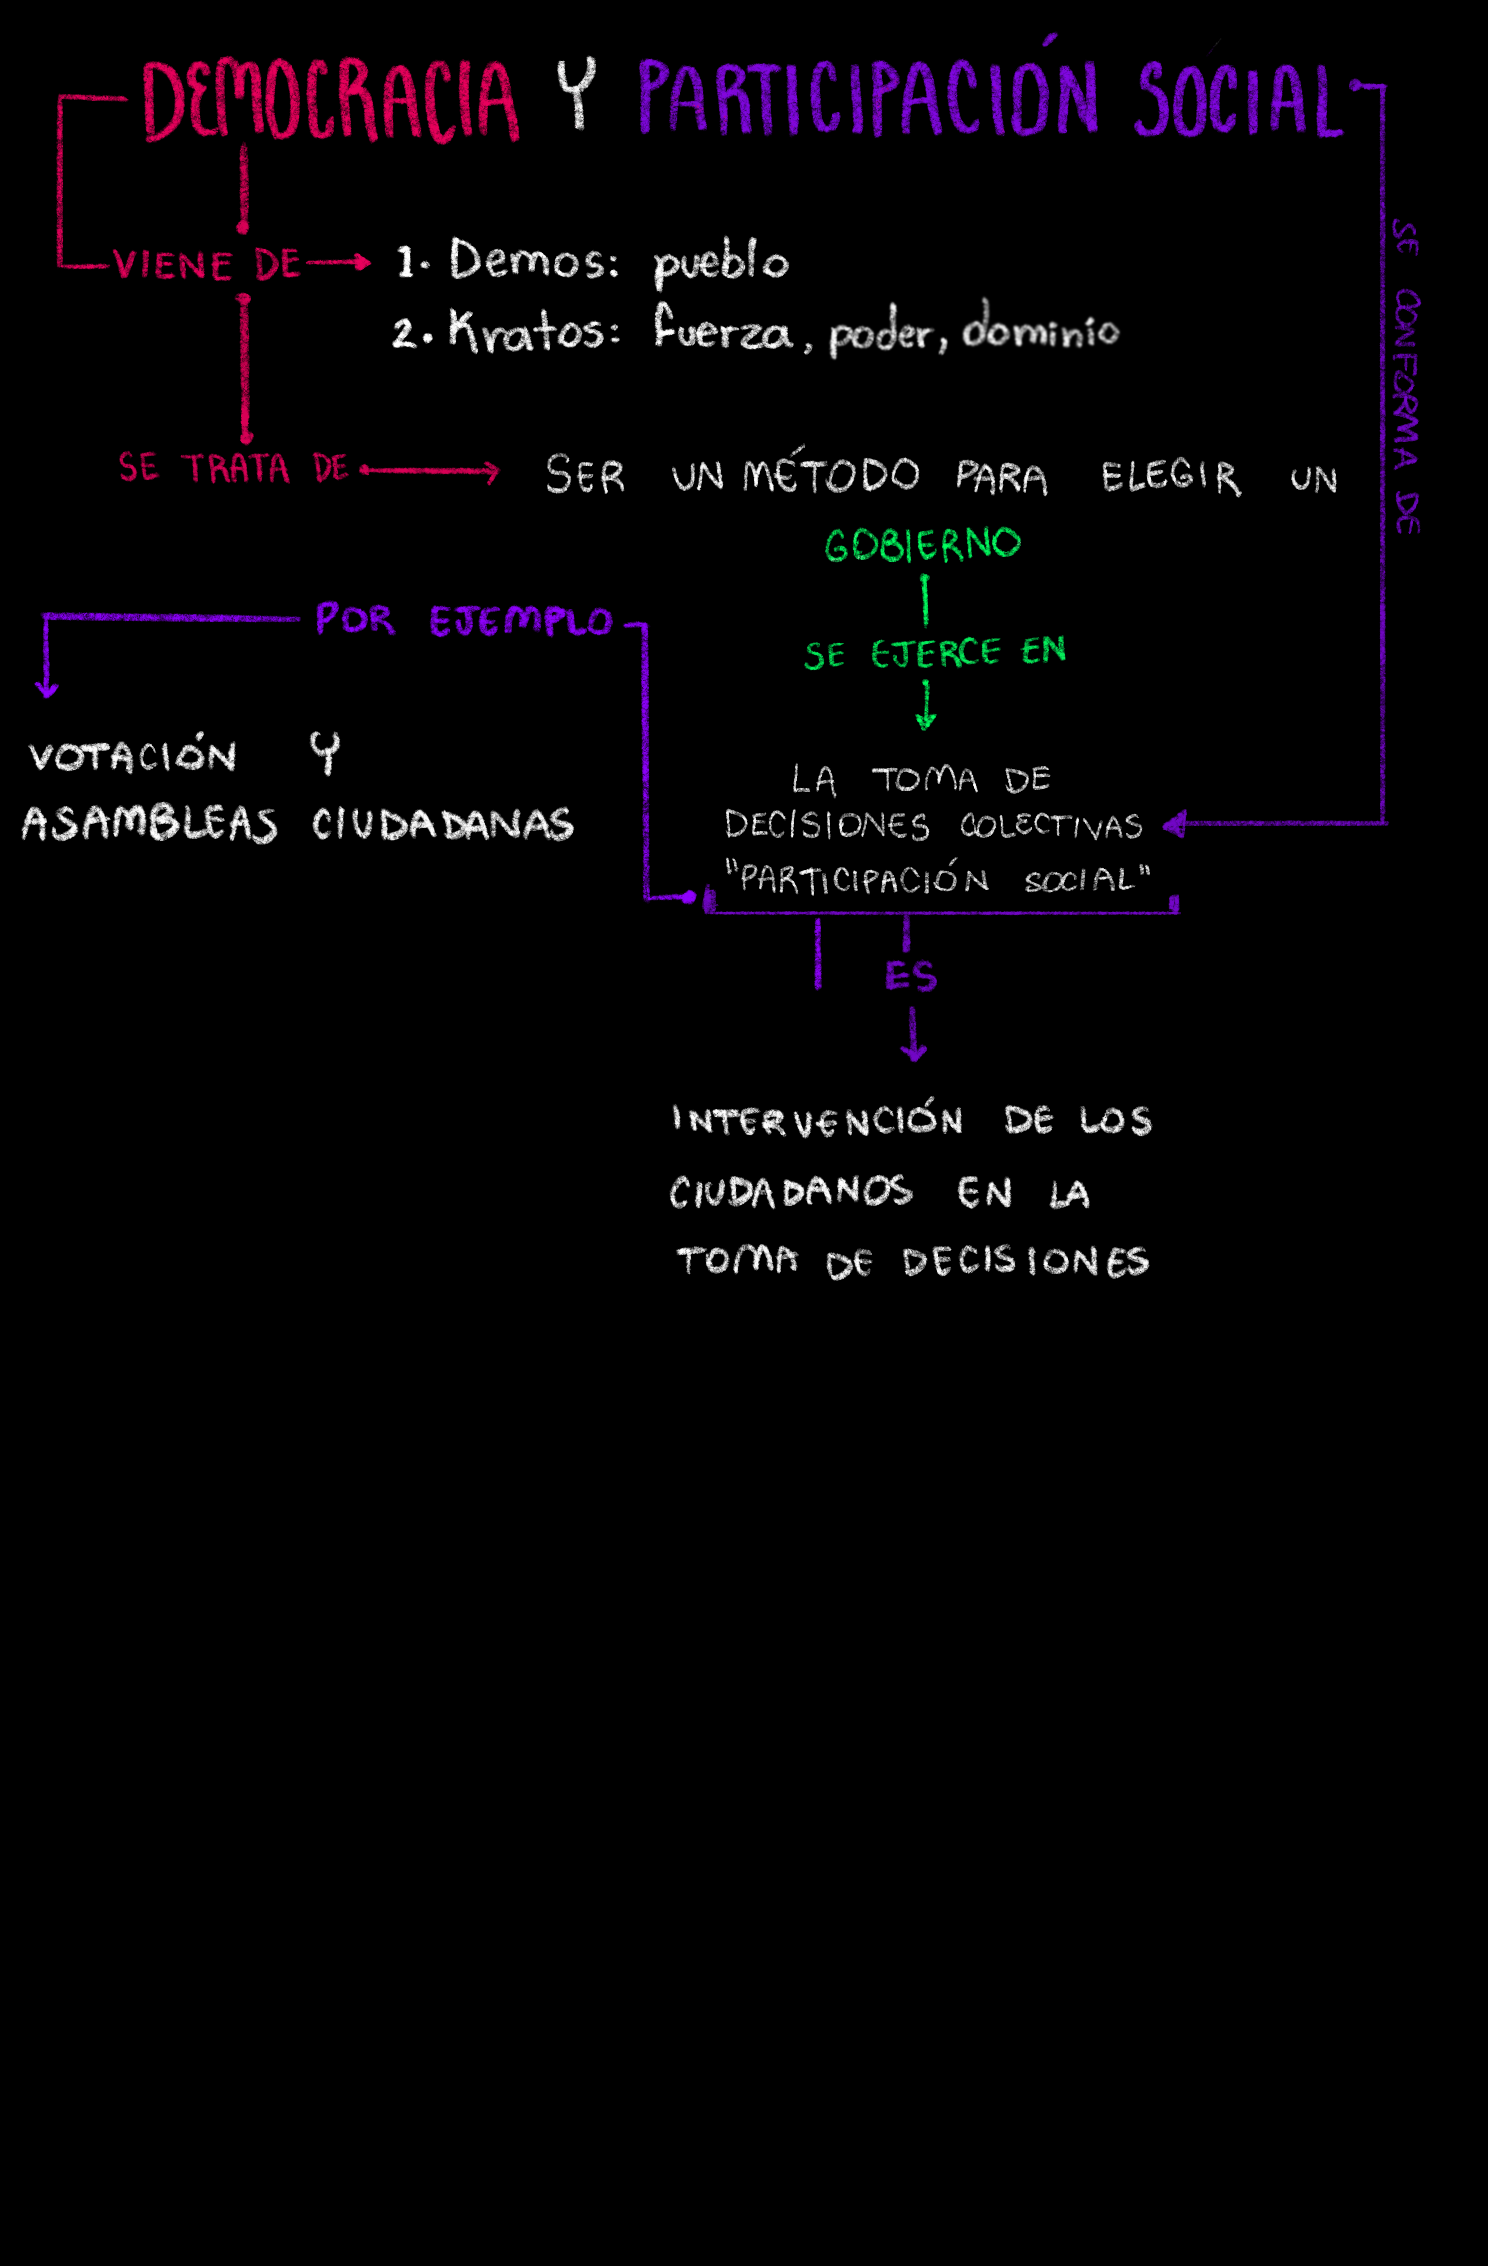 DEMOCRACIA Y PARTICIPACIÓN SOCIAL
VIENE DE
1. Demos: pueblo
2. Kratos: fuerza, poder, dominio
SE CONFORMA DE
SE TRATA DE
SER UN MÉTODO PARA ELEGIR UN
GOBIERNO
SE EJERCE EN
POR EJEMPLO
VOTACIÓN Y
ASAMBLEAS CIUDADANAS
LA TOMA DE
DECISIONES COLECTIVAS
"PARTICIPACIÓN SOCIAL"
ES
INTERVENCIÓN DE LOS
CIUDADANOS EN LA
TOMA DE DECISIONES